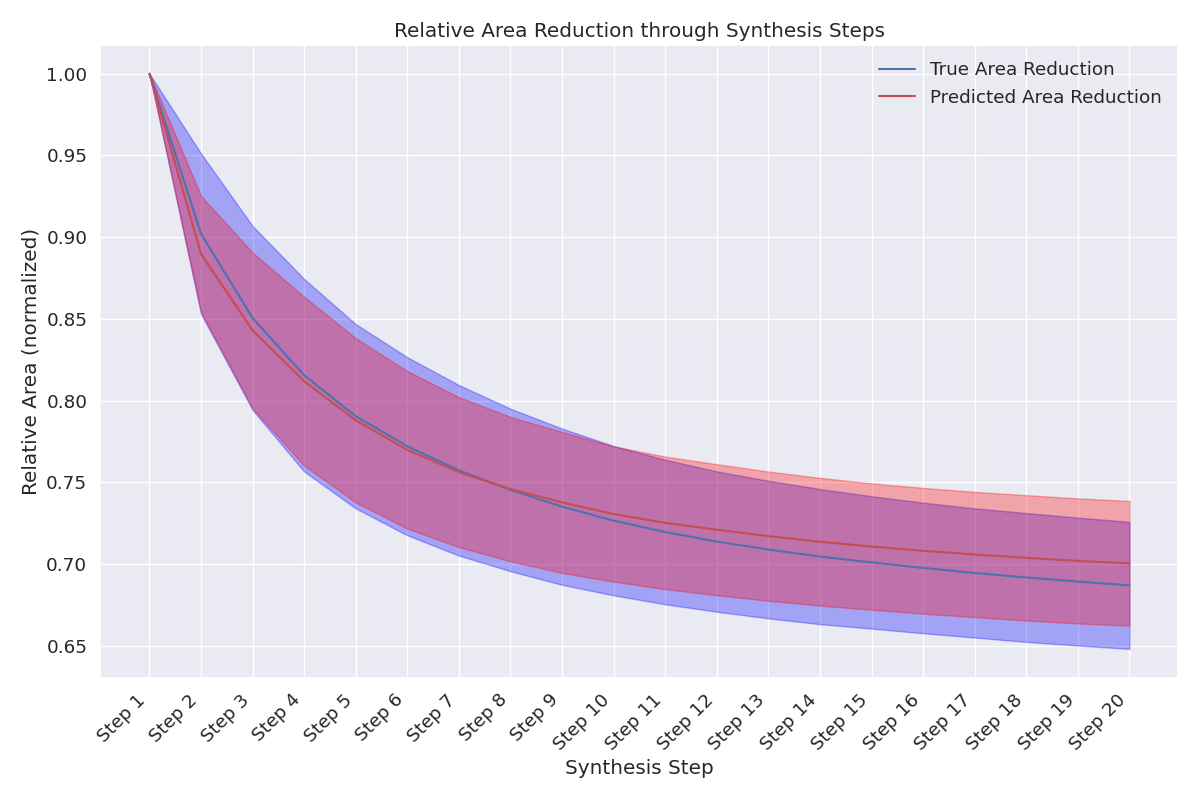 Relative Area Reduction through Synthesis Steps
True Area Reduction
Predicted Area Reduction
Relative Area (normalized)
1.00
0.95
0.90
0.85
0.80
0.75
0.70
0.65
Step 1
Step 2
Step 3
Step 4
Step 5
Step 6
Step 7
Step 8
Step 9
Step 10
Step 11
Step 12
Step 13
Step 14
Step 15
Step 16
Step 17
Step 18
Step 19
Step 20
Synthesis Step